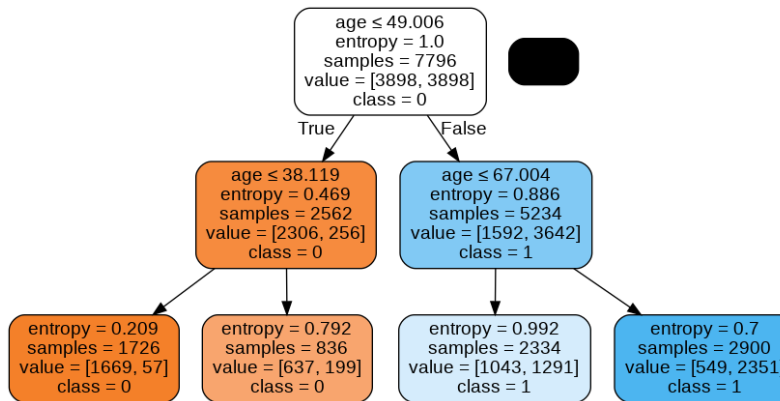 age ≤ 49.006
entropy = 1.0
samples = 7796
value = [3898, 3898]
class = 0
True
False
age ≤ 38.119
entropy = 0.469
samples = 2562
value = [2306, 256]
class = 0
age ≤ 67.004
entropy = 0.886
samples = 5234
value = [1592, 3642]
class = 1
entropy = 0.209
samples = 1726
value = [1669, 57]
class = 0
entropy = 0.792
samples = 836
value = [637, 199]
class = 0
entropy = 0.992
samples = 2334
value = [1043, 1291]
class = 1
entropy = 0.7
samples = 2900
value = [549, 2351]
class = 1